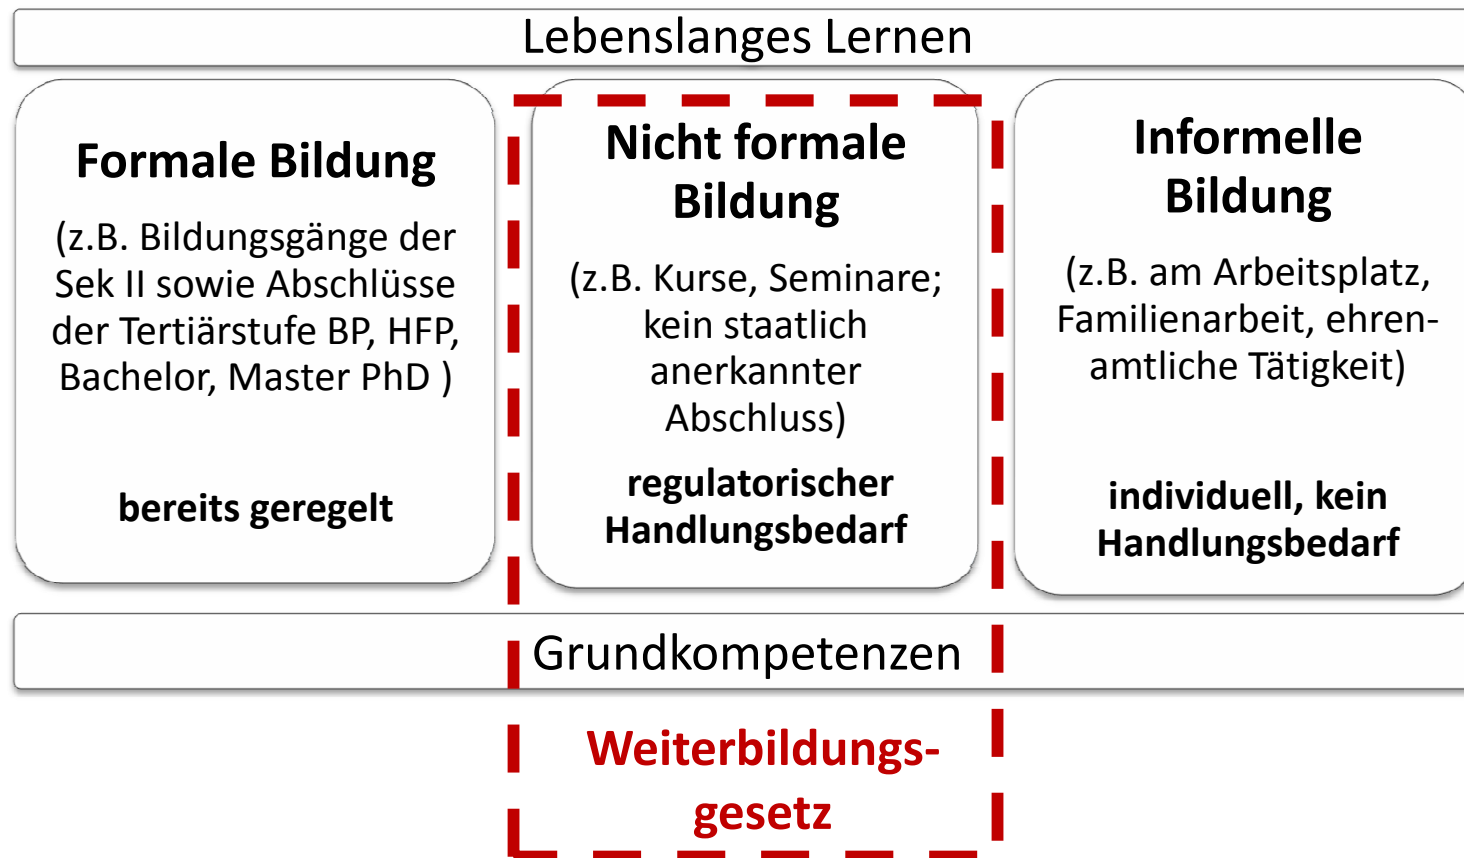 Lebenslanges Lernen
Formale Bildung
(z.B. Bildungsgänge der
Sek II sowie Abschlüsse
der Tertiärstufe BP, HFP,
Bachelor, Master PhD )
bereits geregelt
Nicht formale
Bildung
(z.B. Kurse, Seminare;
kein staatlich
anerkannter
Abschluss)
regulatorischer
Handlungsbedarf
Informelle
Bildung
(z.B. am Arbeitsplatz,
Familienarbeit, ehren-
amtliche Tätigkeit)
individuell, kein
Handlungsbedarf
Grundkompetenzen
Weiterbildungs-
gesetz